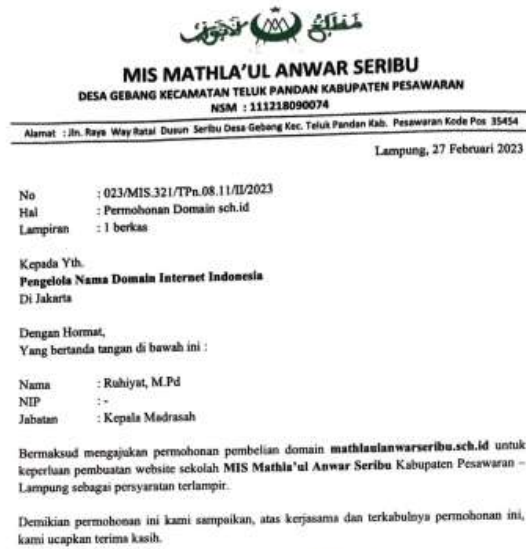 MIS MATHLA'UL ANWAR SERIBU
DESA GEBANG KECAMATAN TELUK PANDAN KABUPATEN PESAWARAN
NSM : 111218090074
Alamat : Jln. Raya Way Ratai Dusun Seribu Desa Gebang Kec. Teluk Pandan Kab. Pesawaran Kode Pos 35454
Lampung, 27 Februari 2023
No : 023/MIS.321/TPn.08.11/II/2023
Hal : Permohonan Domain sch.id
Lampiran : 1 berkas
Kepada Yth.
Pengelola Nama Domain Internet Indonesia
Di Jakarta
Dengan Hormat,
Yang bertanda tangan di bawah ini :
Nama : Ruhiyat, M.Pd
NIP : -
Jabatan : Kepala Madrasah
Bermaksud mengajukan permohonan pembelian domain mathlaulanwarseribu.sch.id untuk
keperluan pembuatan website sekolah MIS Mathla'ul Anwar Seribu Kabupaten Pesawaran –
Lampung sebagai persyaratan terlampir.
Demikian permohonan ini kami sampaikan, atas kerjasama dan terkabulnya permohonan ini,
kami ucapkan terima kasih.